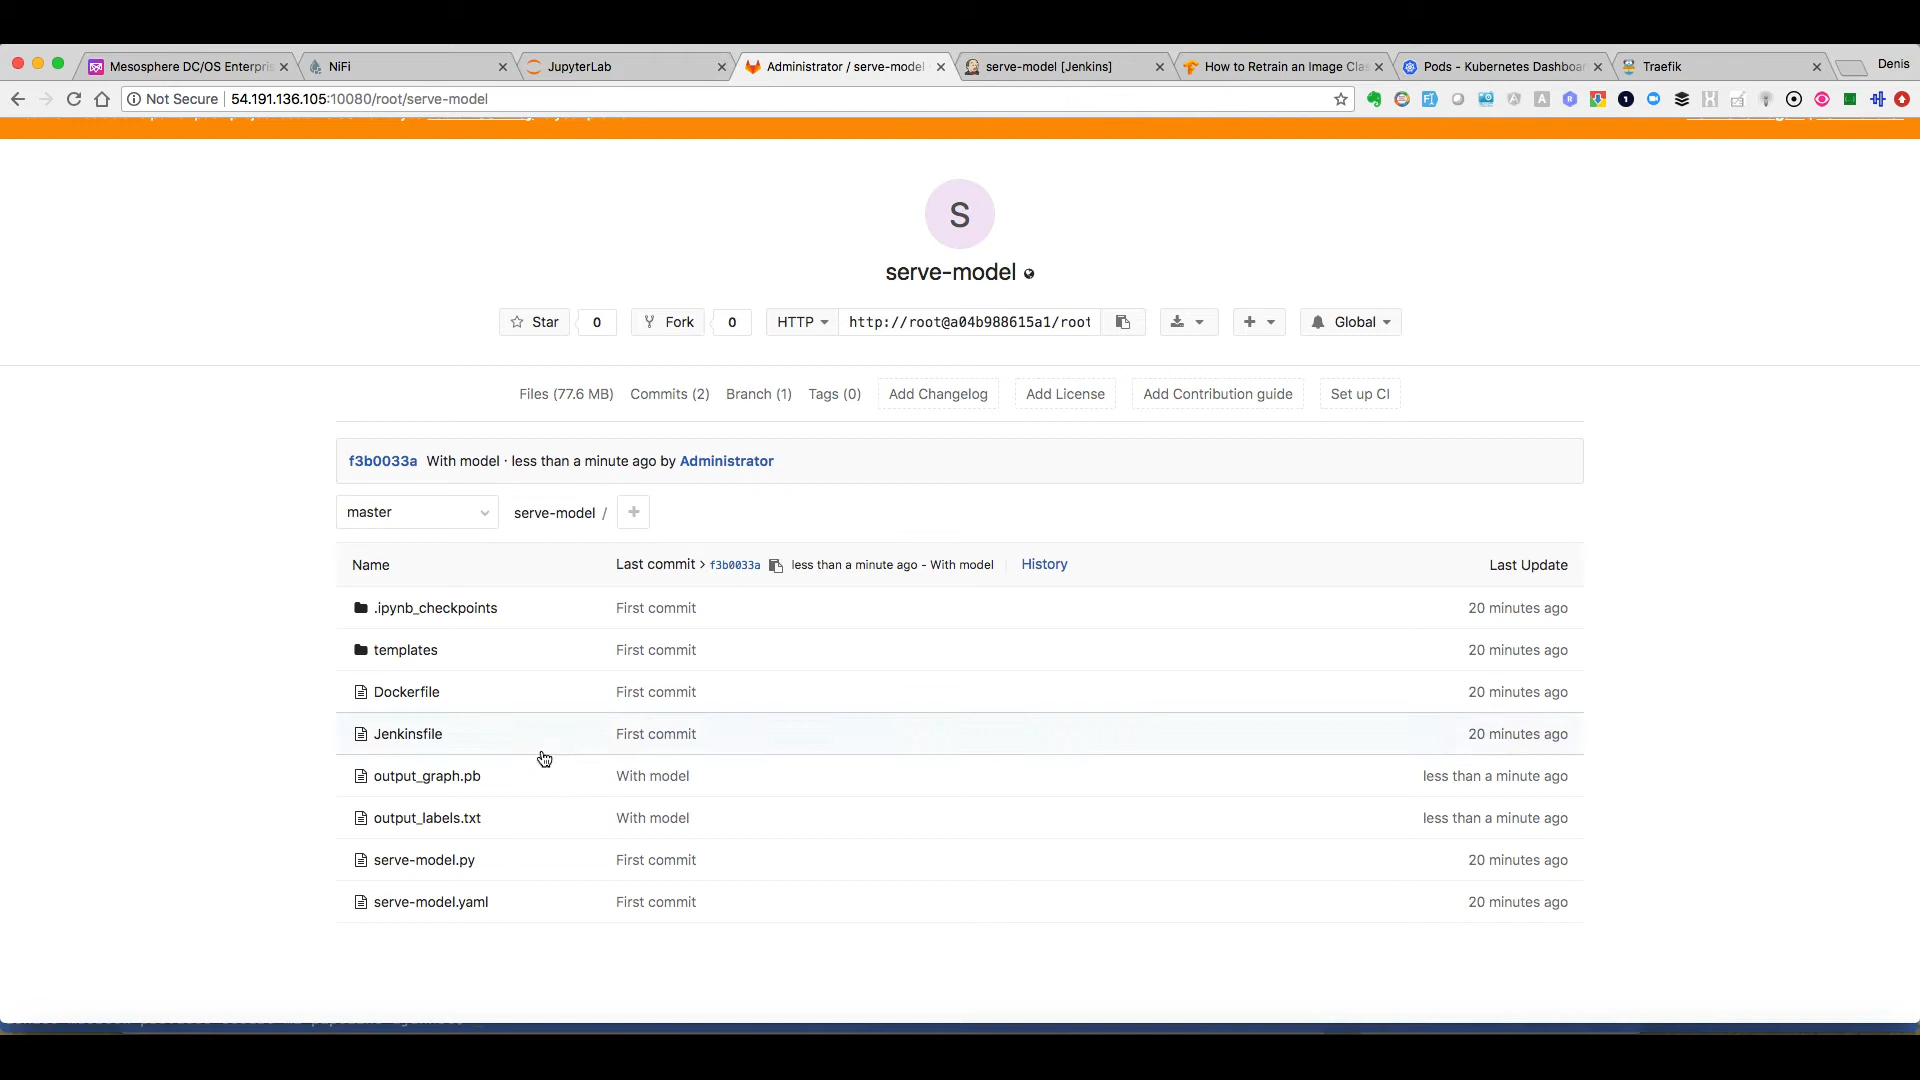 Mesosphere DC/OS Enterpris
NiFi
JupyterLab
Administrator / serve-model
serve-model [Jenkins]
How to Retrain an Image Clas
Pods - Kubernetes Dashboar
Traefik
Denis
Not Secure
54.191.136.105:10080/root/serve-model
S
serve-model
Star
0
Fork
0
HTTP
http://root@a04b988615a1/root
Global
Files (77.6 MB)
Commits (2)
Branch (1)
Tags (0)
Add Changelog
Add License
Add Contribution guide
Set up CI
f3b0033a With model · less than a minute ago by Administrator
master
serve-model /
Name
Last commit > f3b0033a less than a minute ago - With model
History
Last Update
.ipynb_checkpoints First commit 20 minutes ago
templates First commit 20 minutes ago
Dockerfile First commit 20 minutes ago
Jenkinsfile First commit 20 minutes ago
output_graph.pb With model less than a minute ago
output_labels.txt With model less than a minute ago
serve-model.py First commit 20 minutes ago
serve-model.yaml First commit 20 minutes ago